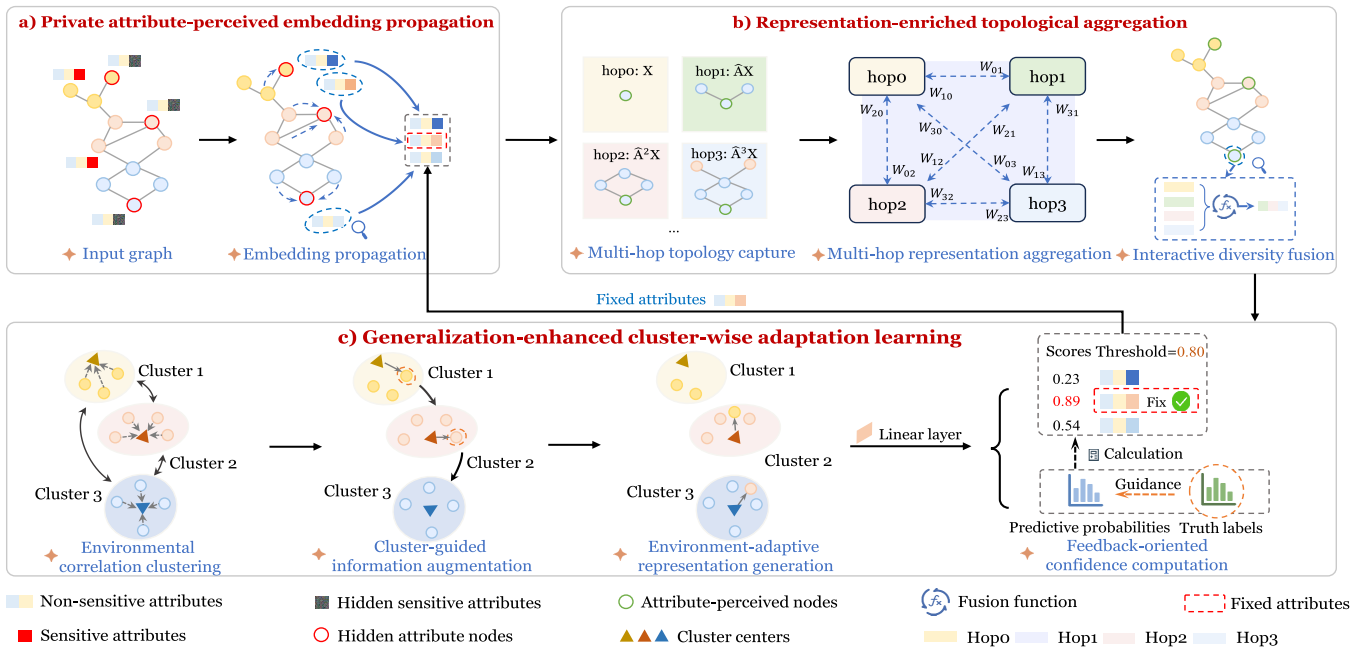 a) Private attribute-perceived embedding propagation
Input graph
Embedding propagation
b) Representation-enriched topological aggregation
hop0: X
hop1: ÂX
hop2: Â²X
hop3: Â³X
...
Multi-hop topology capture
hop0
hop1
hop2
hop3
W01
W10
W20
W02
W30
W03
W21
W12
W31
W13
W32
W23
Multi-hop representation aggregation
fx
Interactive diversity fusion
Fixed attributes
c) Generalization-enhanced cluster-wise adaptation learning
Cluster 1
Cluster 2
Cluster 3
Environmental
correlation clustering
Cluster 1
Cluster 2
Cluster 3
Cluster-guided
information augmentation
Cluster 1
Cluster 2
Cluster 3
Environment-adaptive
representation generation
Linear layer
Scores Threshold=0.80
0.23
0.89 Fix
0.54
Calculation
Guidance
Predictive probabilities
Truth labels
Feedback-oriented
confidence computation
Non-sensitive attributes
Hidden sensitive attributes
Attribute-perceived nodes
fx Fusion function
Fixed attributes
Sensitive attributes
Hidden attribute nodes
Cluster centers
Hop0
Hop1
Hop2
Hop3